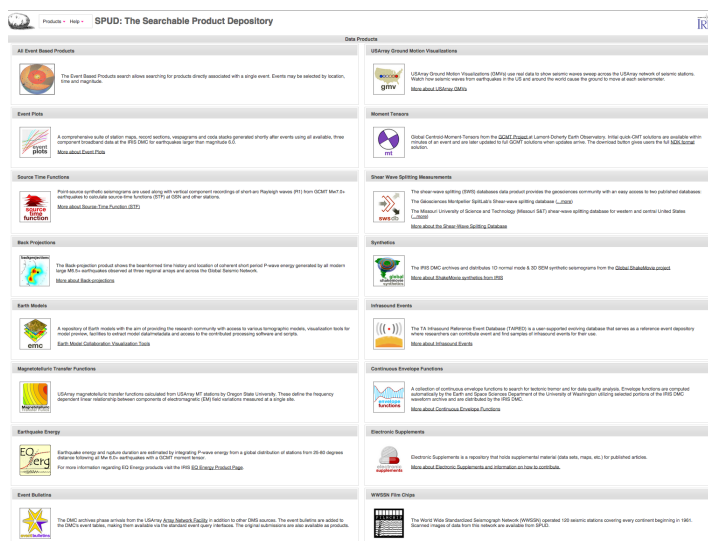 Products Help SPUD: The Searchable Product Depository
IR
Data Products
All Event Based Products
The Event Based Products search allows searching for products directly associated with a single event. Events may be selected by location,
time and magnitude.
USArray Ground Motion Visualizations
gmv
USArray Ground Motion Visualizations (GMVs) use real data to show seismic waves sweep across the USArray network of seismic stations.
Watch how seismic waves from earthquakes in the US and around the world cause the ground to move at each seismometer.
More about USArray GMVs
Event Plots
event
plots
A comprehensive suite of station maps, record sections, vespagrams and coda stacks generated shortly after events using all available, three
component broadband data at the IRIS DMC for earthquakes larger than magnitude 6.0.
More about Event Plots
Moment Tensors
mt
Global Centroid-Moment-Tensors from the GCMT Project at Lamont-Doherty Earth Observatory. Initial quick-CMT solutions are available within
minutes of an event and are later updated to full GCMT solutions when updates arrive. The download button gives users the full NDK format
solution.
Source Time Functions
source
time
function
Point-source synthetic seismograms are used along with vertical component recordings of short-arc Rayleigh waves (R1) from GCMT Mw7.0+
earthquakes to calculate source-time functions (STF) at GSN and other stations.
More about Source-Time Function (STF)
Shear Wave Splitting Measurements
sws db
The shear-wave splitting (SWS) databases data product provides the geosciences community with an easy access to two published databases:
The Géosciences Montpellier SplitLab's Shear-wave splitting database (...more)
The Missouri University of Science and Technology (Missouri S&T) shear-wave splitting database for western and central United States
(...more)
More about the Shear-Wave Splitting Database
Back Projections
backprojections
The Back-Projection product shows the beamformed time history and location of coherent short period P-wave energy generated by all modern
large M6.5+ earthquakes observed at three regional arrays and across the Global Seismic Network.
More about Back-projections
Synthetics
global
shakemovie
synthetics
The IRIS DMC archives and distributes 1D normal mode & 3D SEM synthetic seismograms from the Global ShakeMovie project
More about ShakeMovie synthetics from IRIS
Earth Models
emc
A repository of Earth models with the aim of providing the research community with access to various tomographic models, visualization tools for
model preview, facilities to extract model data/metadata and access to the contributed processing software and scripts.
Earth Model Collaboration Visualization Tools
Infrasound Events
The TA Infrasound Reference Event Database (TAIRED) is a user-supported evolving database that serves as a reference event depository
where researchers can contribute event and find samples of infrasound events for their use.
More about Infrasound Events
Magnetotelluric Transfer Functions
Magnetotelluric
USArray magnetotelluric transfer functions calculated from USArray MT stations by Oregon State University. These define the frequency
dependent linear relationship between components of electromagnetic (EM) field variations measured at a single site.
Continuous Envelope Functions
envelope
functions
A collection of continuous envelope functions to search for tectonic tremor and for data quality analysis. Envelope functions are computed
automatically by the Earth and Space Sciences Department of the University of Washington utilizing selected portions of the IRIS DMC
waveform archive and are distributed by the IRIS DMC.
More about Continuous Envelope Functions
Earthquake Energy
EQ
erg
Earthquake energy and rupture duration are estimated by integrating P-wave energy from a global distribution of stations from 25-80 degrees
distance following all Mw 6.0+ earthquakes with a GCMT moment tensor.
For more information regarding EQ Energy products visit the IRIS EQ Energy Product Page.
Electronic Supplements
electronic
supplements
Electronic Supplements is a repository that holds supplemental material (data sets, maps, etc.) for published articles.
More about Electronic Supplements and information on how to contribute.
Event Bulletins
eventbulletins
The DMC archives phase arrivals from the USArray Array Network Facility in addition to other DMS sources. The event bulletins are added to
the DMC's event tables, making them available via the standard event query interfaces. The original submissions are also available as products.
WWSSN Film Chips
The World Wide Standardized Seismograph Network (WWSSN) operated 120 seismic stations covering every continent beginning in 1961.
Scanned images of data from this network are available from SPUD.